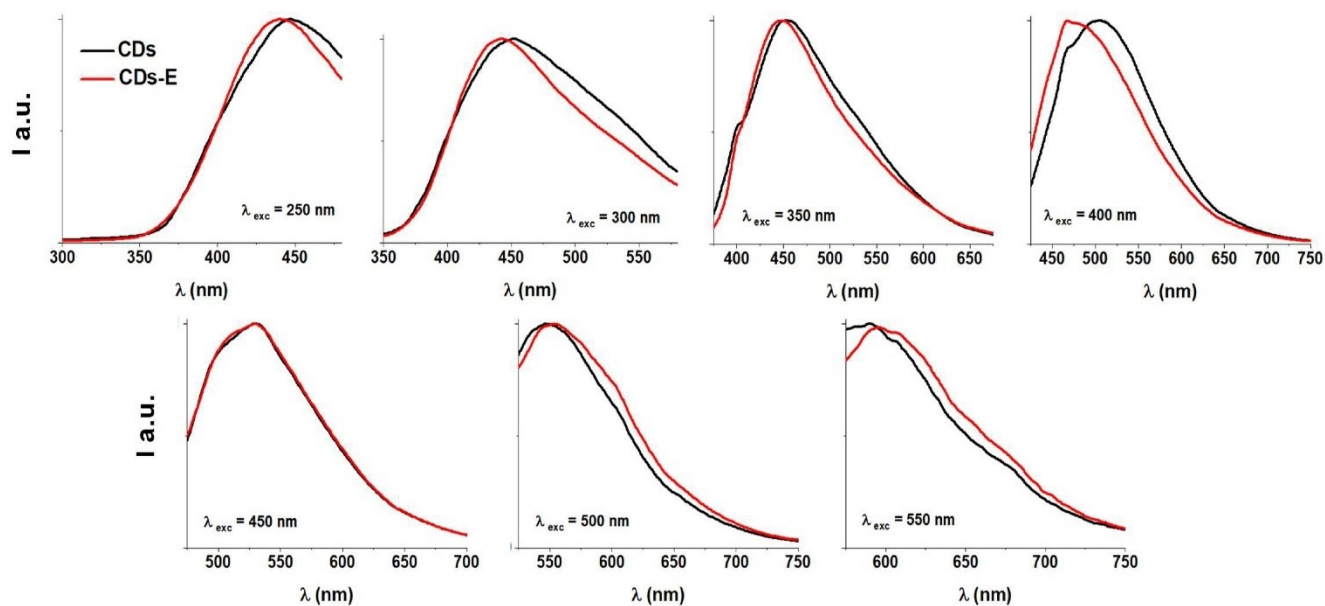 CDs
CDs-E
I a.u.
λ exc = 250 nm
300 350 400 450
λ (nm)
λ exc = 300 nm
350 400 450 500 550
λ (nm)
λ exc = 350 nm
400 450 500 550 600 650
λ (nm)
λ exc = 400 nm
450 500 550 600 650 700 750
λ (nm)
I a.u.
λ exc = 450 nm
500 550 600 650 700
λ (nm)
λ exc = 500 nm
550 600 650 700 750
λ (nm)
λ exc = 550 nm
600 650 700 750
λ (nm)